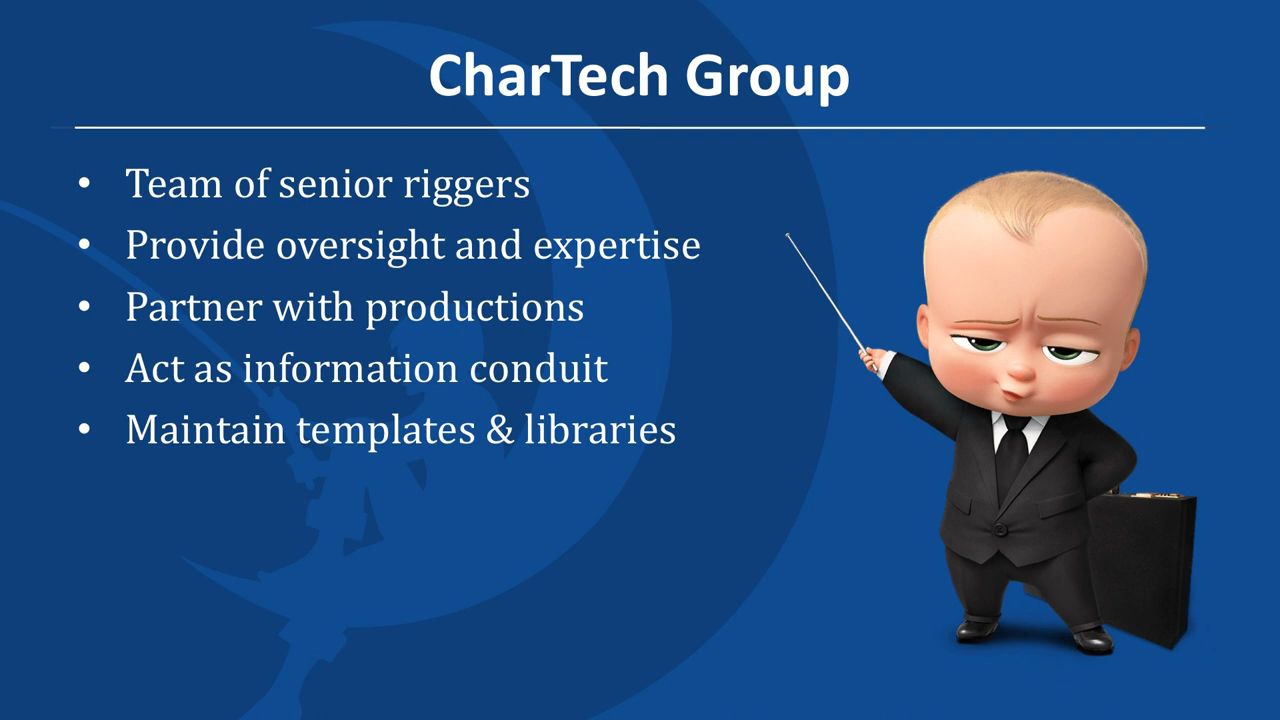 CharTech Group
• Team of senior riggers
• Provide oversight and expertise
• Partner with productions
• Act as information conduit
• Maintain templates & libraries